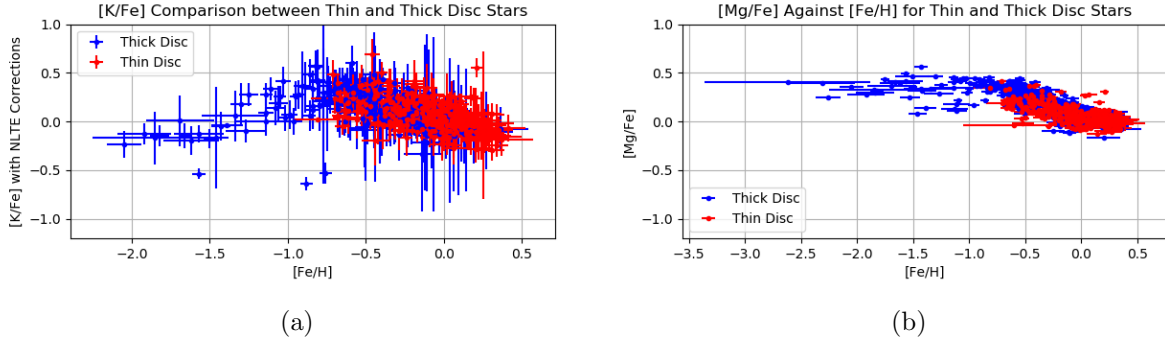 [K/Fe] Comparison between Thin and Thick Disc Stars
[K/Fe] with NLTE Corrections
1.0
0.5
0.0
−0.5
−1.0
Thick Disc
Thin Disc
−2.0 −1.5 −1.0 −0.5 0.0 0.5
[Fe/H]
(a)
[Mg/Fe] Against [Fe/H] for Thin and Thick Disc Stars
[Mg/Fe]
1.0
0.5
0.0
−0.5
−1.0
Thick Disc
Thin Disc
−3.5 −3.0 −2.5 −2.0 −1.5 −1.0 −0.5 0.0 0.5
[Fe/H]
(b)